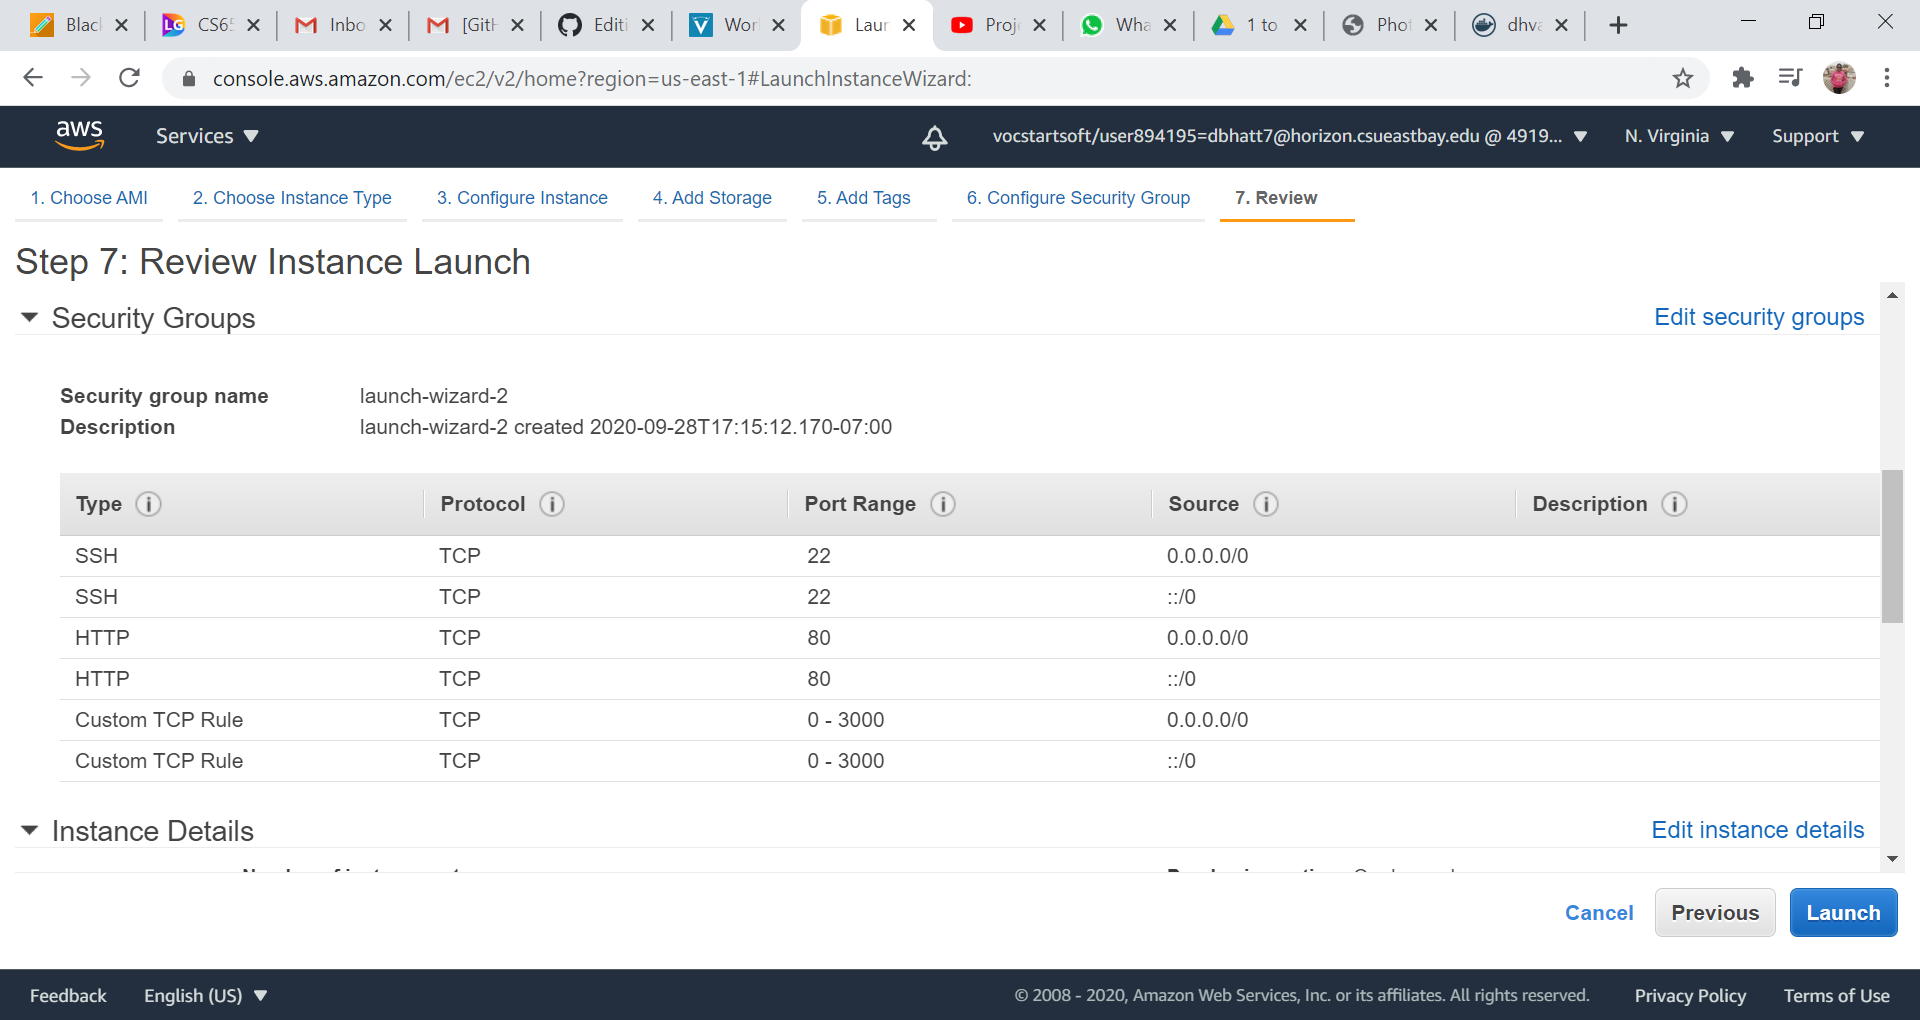 Blac
CS65
Inbo
[GitH
Editi
Wor
Laun
Proj
Wha
1 to
Phot
dhva
console.aws.amazon.com/ec2/v2/home?region=us-east-1#LaunchInstanceWizard:
aws
Services
vocstartsoft/user894195=dbhatt7@horizon.csueastbay.edu @ 4919...
N. Virginia
Support
1. Choose AMI
2. Choose Instance Type
3. Configure Instance
4. Add Storage
5. Add Tags
6. Configure Security Group
7. Review
Step 7: Review Instance Launch
Security Groups
Edit security groups
Security group name launch-wizard-2
Description launch-wizard-2 created 2020-09-28T17:15:12.170-07:00
Type Protocol Port Range Source Description
SSH TCP 22 0.0.0.0/0
SSH TCP 22 ::/0
HTTP TCP 80 0.0.0.0/0
HTTP TCP 80 ::/0
Custom TCP Rule TCP 0 - 3000 0.0.0.0/0
Custom TCP Rule TCP 0 - 3000 ::/0
Instance Details
Edit instance details
Cancel
Previous
Launch
Feedback
English (US)
© 2008 - 2020, Amazon Web Services, Inc. or its affiliates. All rights reserved.
Privacy Policy
Terms of Use